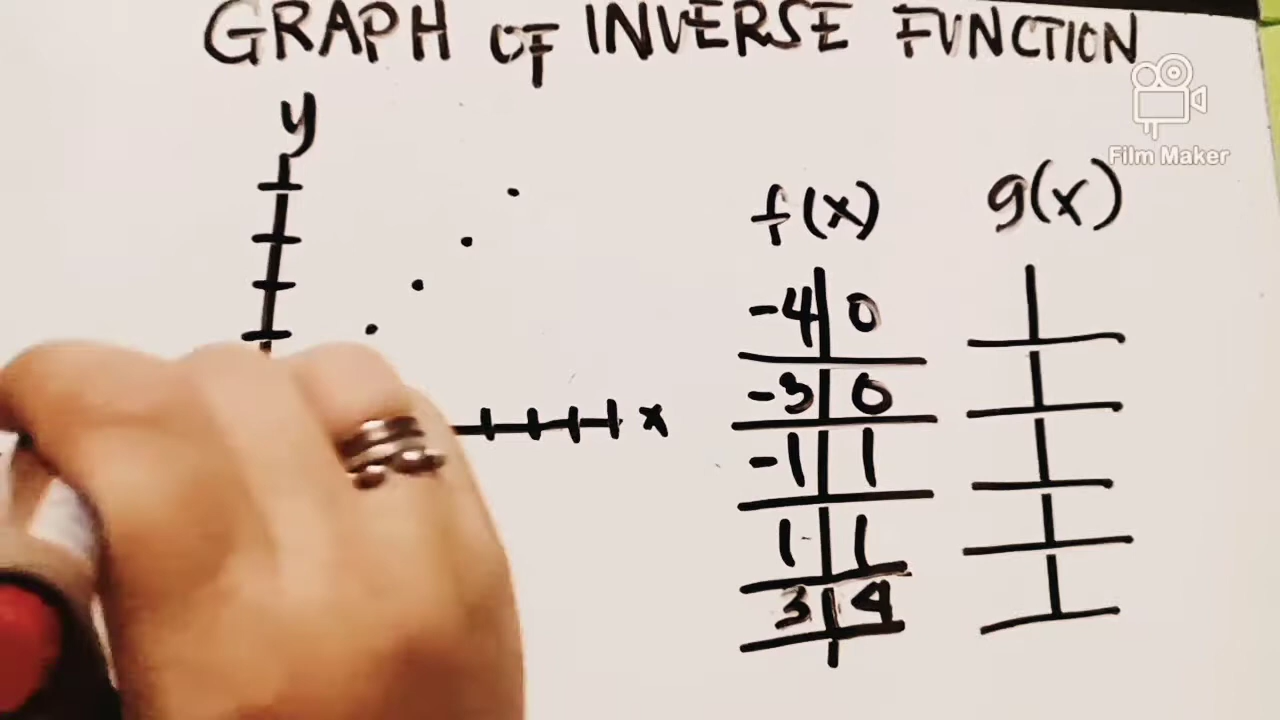 GRAPH OF INVERSE FUNCTION
y
Film Maker
f(x) g(x)
-4 0
-3 0
x
-1 1
1 1
3 4